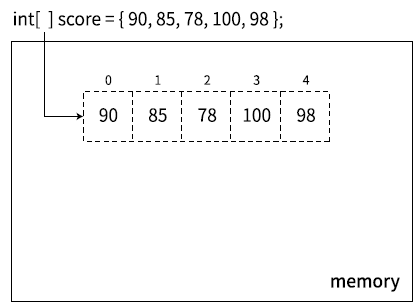 int[ ] score = { 90, 85, 78, 100, 98 };
0 1 2 3 4
90 85 78 100 98
memory